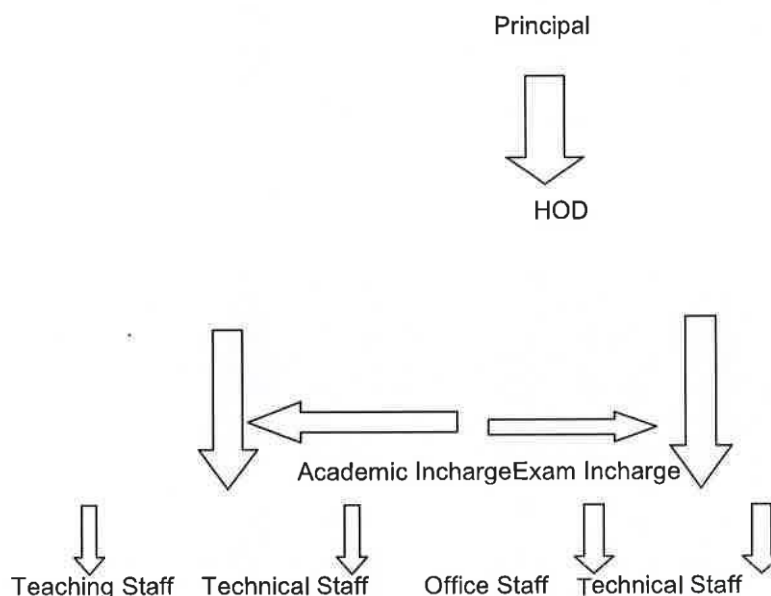 Principal
HOD
Academic InchargeExam Incharge
Teaching Staff Technical Staff Office Staff Technical Staff